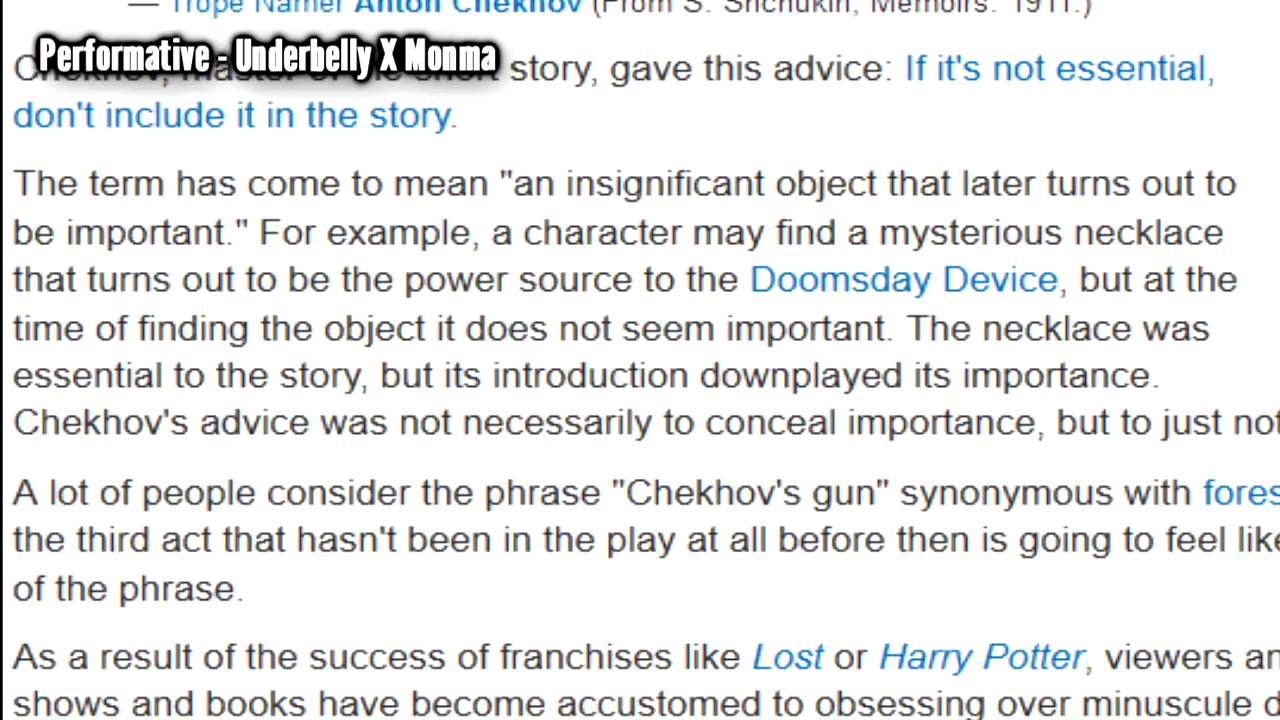 — Trope Namer Anton Chekhov (From S. Shchukin, Memoirs. 1911.)
Performative - Underbelly X Monma
Chekhov, master of the short story, gave this advice: If it's not essential,
don't include it in the story.
The term has come to mean "an insignificant object that later turns out to
be important." For example, a character may find a mysterious necklace
that turns out to be the power source to the Doomsday Device, but at the
time of finding the object it does not seem important. The necklace was
essential to the story, but its introduction downplayed its importance.
Chekhov's advice was not necessarily to conceal importance, but to just not
A lot of people consider the phrase "Chekhov's gun" synonymous with fores
the third act that hasn't been in the play at all before then is going to feel like
of the phrase.
As a result of the success of franchises like Lost or Harry Potter, viewers an
shows and books have become accustomed to obsessing over minuscule d